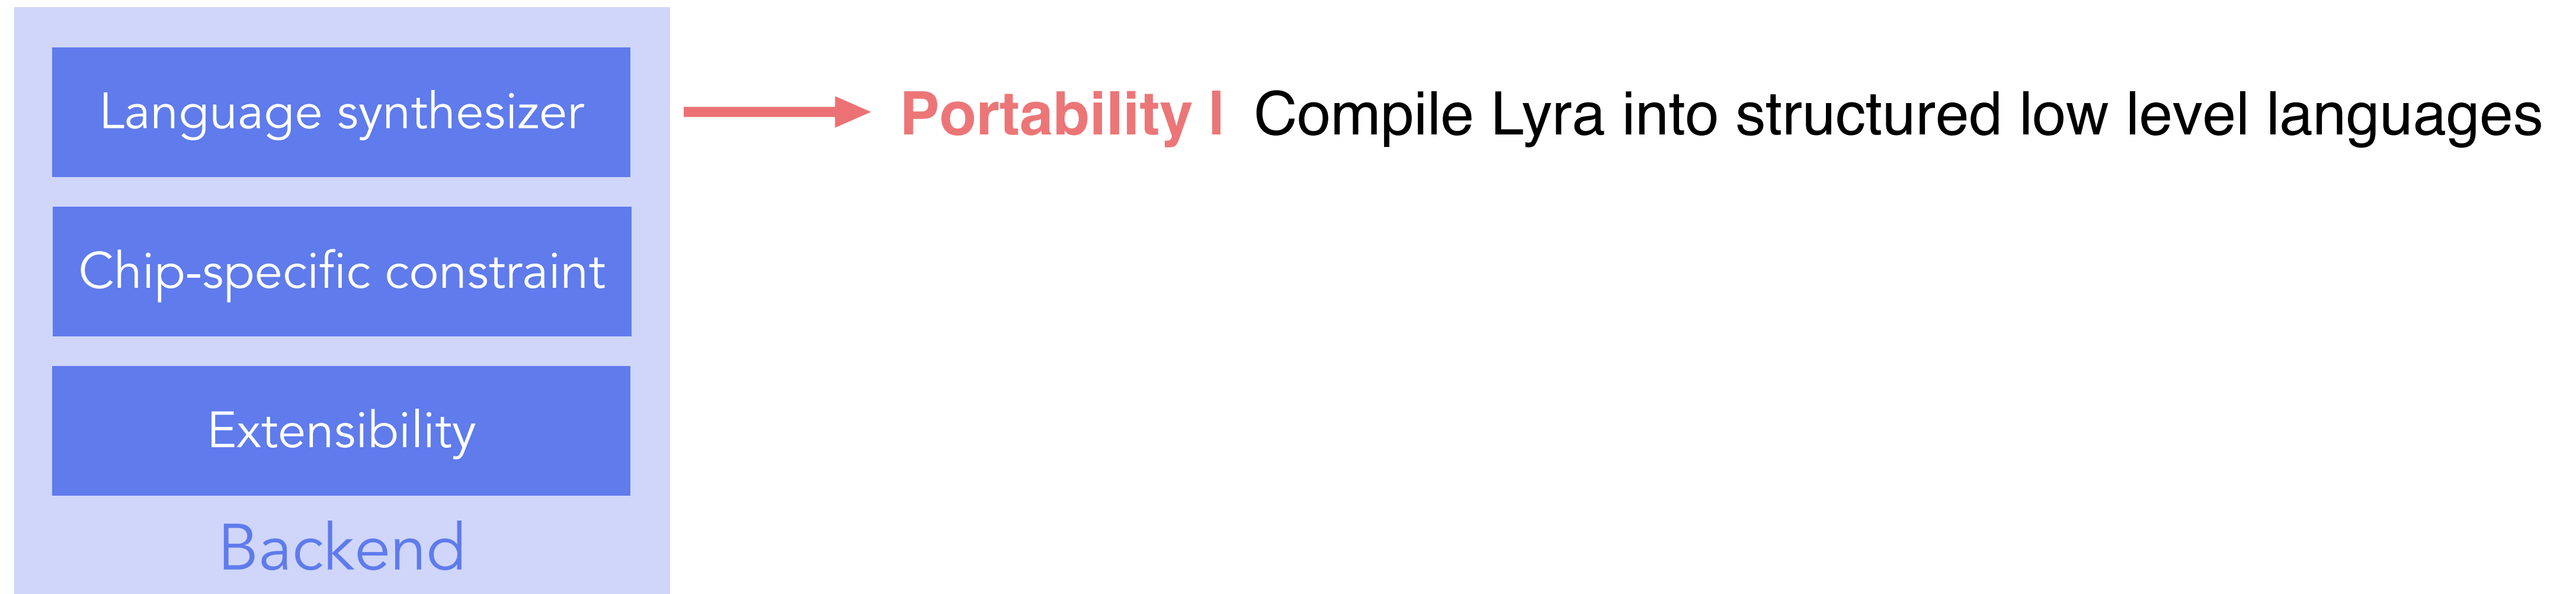 Language synthesizer
Portability | Compile Lyra into structured low level languages
Chip-specific constraint
Extensibility
Backend